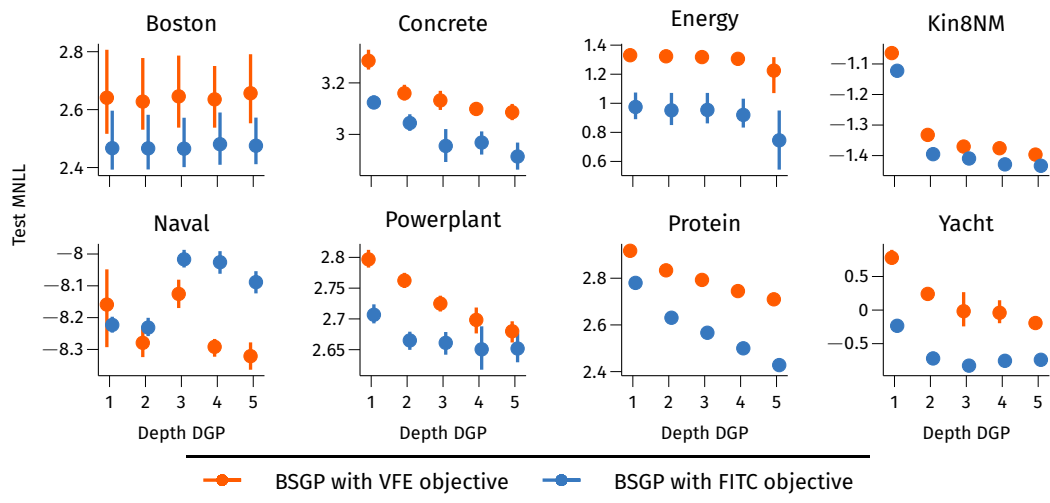 Boston
Concrete
Energy
Kin8NM
2.8
2.6
2.4
3.2
3
1.4
1.2
1
0.8
0.6
−1.1
−1.2
−1.3
−1.4
Test MNLL
Naval
Powerplant
Protein
Yacht
−8
−8.1
−8.2
−8.3
2.8
2.75
2.7
2.65
2.8
2.6
2.4
0.5
0
−0.5
1 2 3 4 5
1 2 3 4 5
1 2 3 4 5
1 2 3 4 5
Depth DGP
Depth DGP
Depth DGP
Depth DGP
BSGP with VFE objective
BSGP with FITC objective